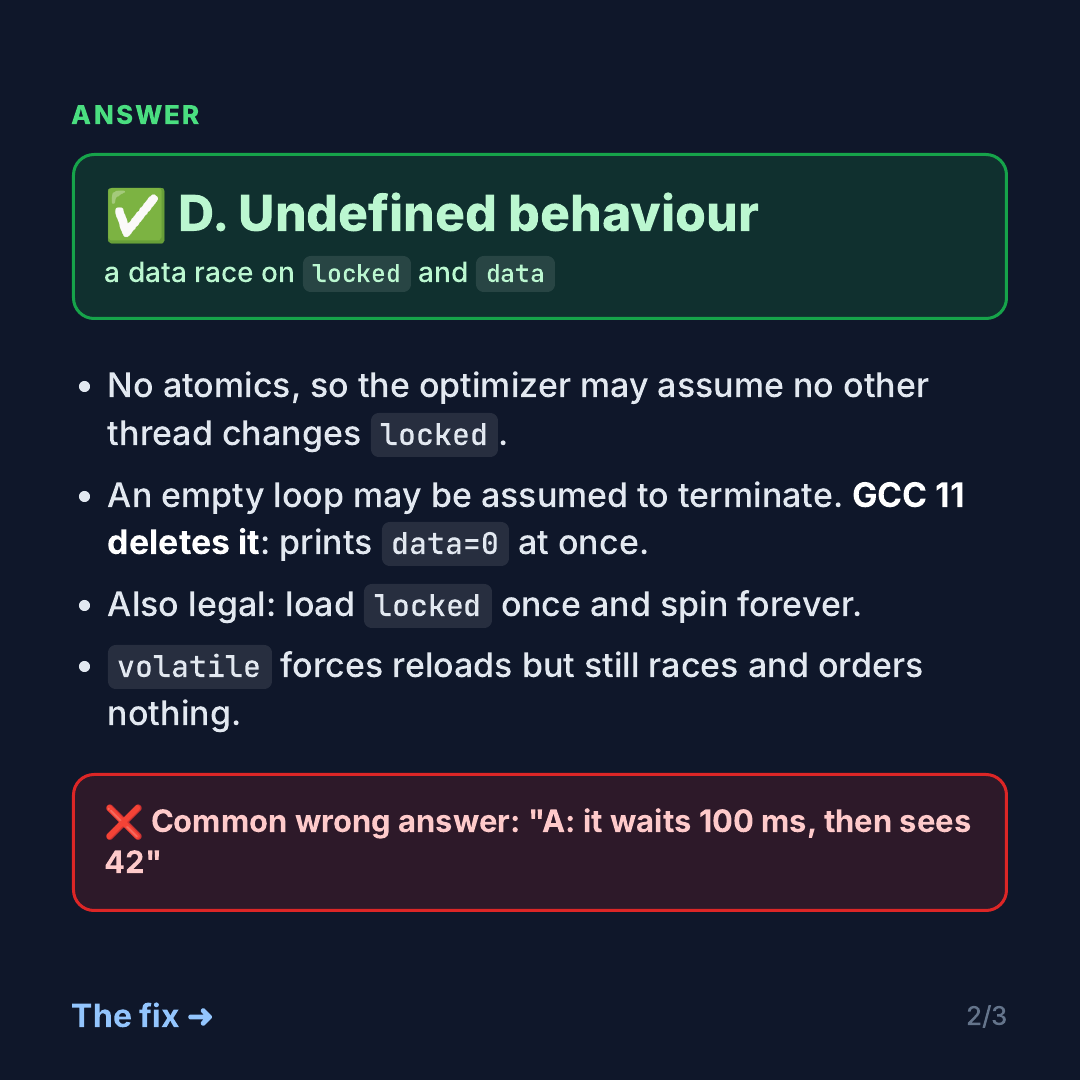 ANSWER
✅ D. Undefined behaviour
a data race on locked and data
• No atomics, so the optimizer may assume no other
thread changes locked.
• An empty loop may be assumed to terminate. GCC 11
deletes it: prints data=0 at once.
• Also legal: load locked once and spin forever.
• volatile forces reloads but still races and orders
nothing.
❌ Common wrong answer: "A: it waits 100 ms, then sees
42"
The fix ➜
2/3